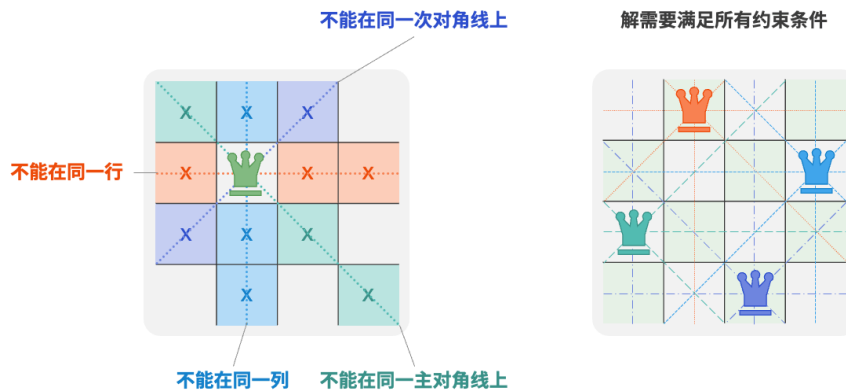 不能在同一次对角线上
解需要满足所有约束条件
X X X
不能在同一行
X X X
X X X
X X
不能在同一列
不能在同一主对角线上